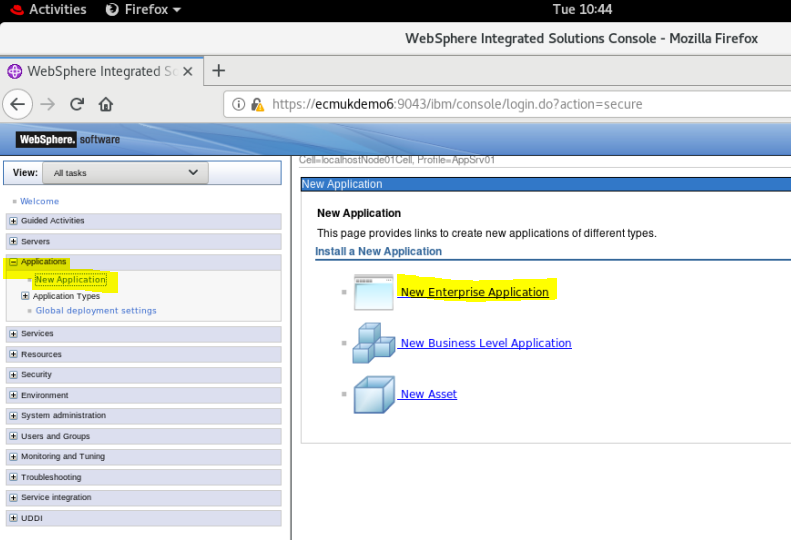 Activities Firefox Tue 10:44
WebSphere Integrated Solutions Console - Mozilla Firefox
WebSphere Integrated Sc
https://ecmukdemo6:9043/ibm/console/login.do?action=secure
WebSphere. software
View: All tasks
Welcome
Guided Activities
Servers
Applications
New Application
Application Types
Global deployment settings
Services
Resources
Security
Environment
System administration
Users and Groups
Monitoring and Tuning
Troubleshooting
Service integration
UDDI
Cell=localhostNode01Cell, Profile=AppSrv01
New Application
New Application
This page provides links to create new applications of different types.
Install a New Application
New Enterprise Application
New Business Level Application
New Asset